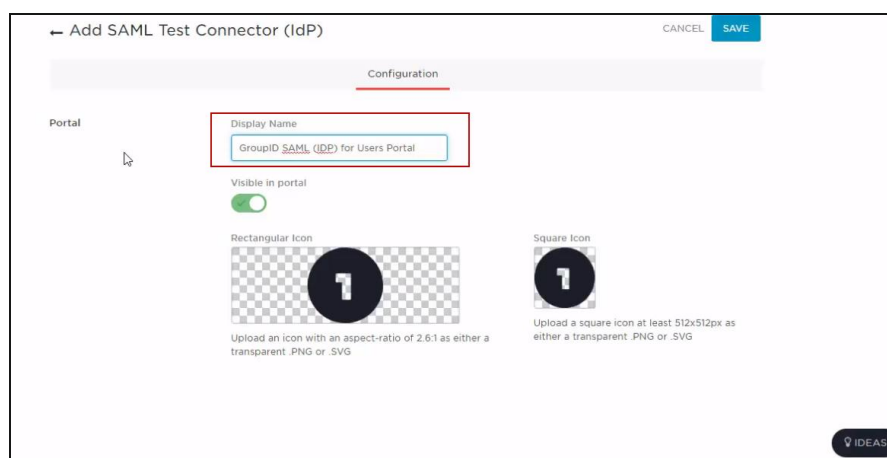 ← Add SAML Test Connector (IdP)
CANCEL
SAVE
Configuration
Portal
Display Name
GroupID SAML (IDP) for Users Portal
Visible in portal
Rectangular Icon
Square Icon
1
1
Upload an icon with an aspect-ratio of 2.6:1 as either a
transparent .PNG or .SVG
Upload a square icon at least 512x512px as
either a transparent .PNG or .SVG
IDEAS